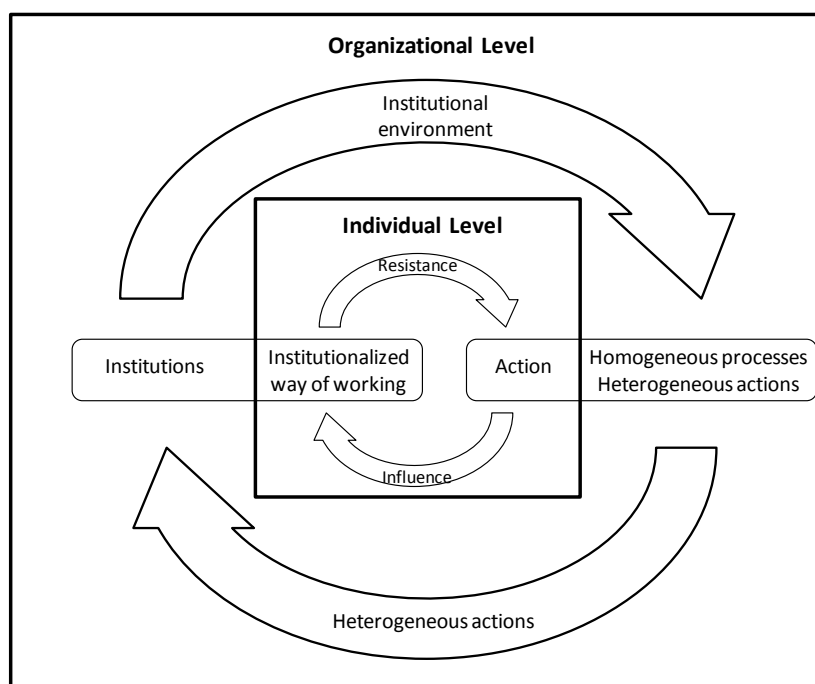 Organizational Level
Institutional
environment
Individual Level
Resistance
Institutions
Institutionalized
way of working
Action
Homogeneous processes
Heterogeneous actions
Influence
Heterogeneous actions